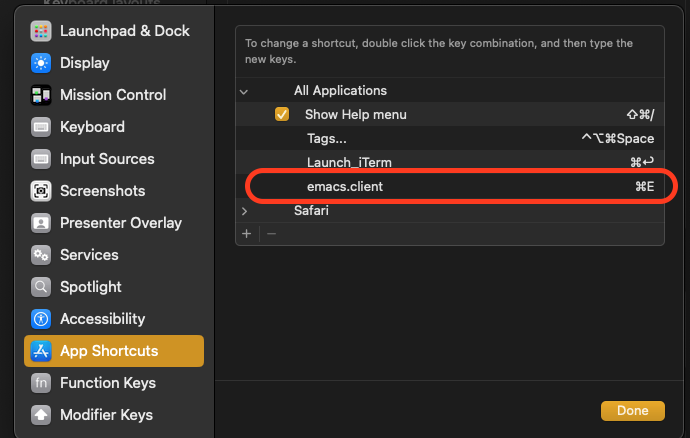 Keyboard layouts
Launchpad & Dock
Display
Mission Control
Keyboard
Input Sources
Screenshots
Presenter Overlay
Services
Spotlight
Accessibility
App Shortcuts
fn Function Keys
Modifier Keys
To change a shortcut, double click the key combination, and then type the
new keys.
All Applications
Show Help menu ⇧⌘/
Tags... ^⌥⌘Space
Launch_iTerm ⌘↩
emacs.client ⌘E
Safari
Done